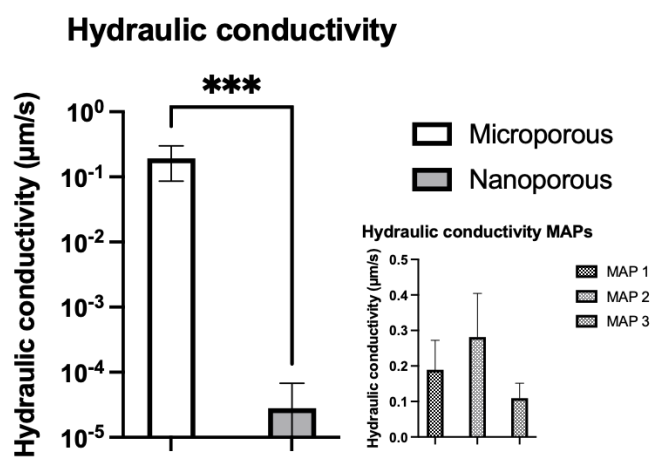 Hydraulic conductivity
***
Hydraulic conductivity (µm/s)
10⁰
10⁻¹
10⁻²
10⁻³
10⁻⁴
10⁻⁵
Microporous
Nanoporous
Hydraulic conductivity MAPs
Hydraulic conductivity (µm/s)
0.5
0.4
0.3
0.2
0.1
0.0
MAP 1
MAP 2
MAP 3